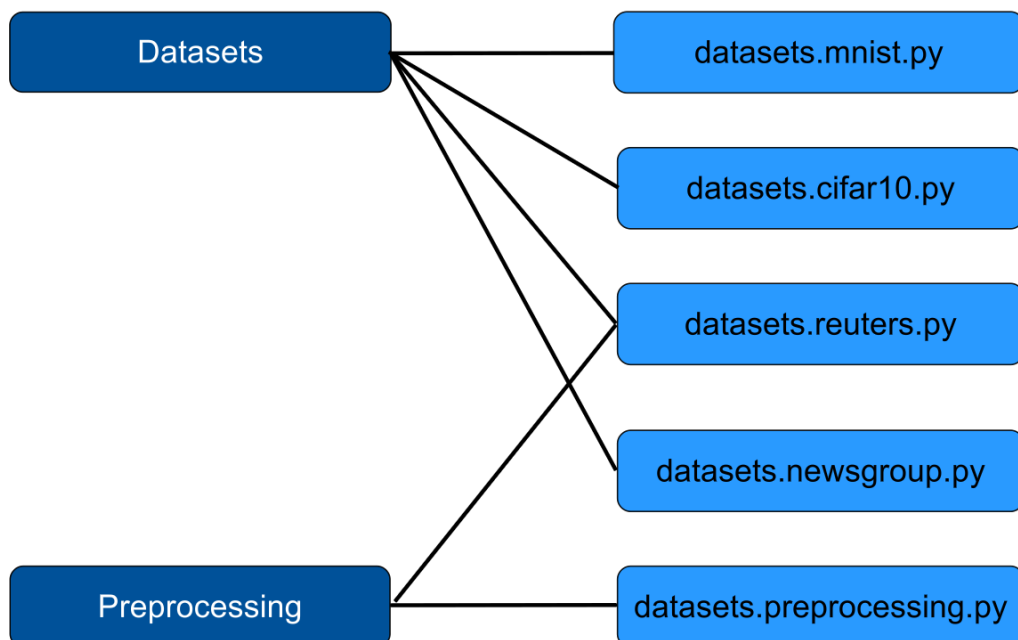 Datasets
datasets.mnist.py
datasets.cifar10.py
datasets.reuters.py
datasets.newsgroup.py
Preprocessing
datasets.preprocessing.py